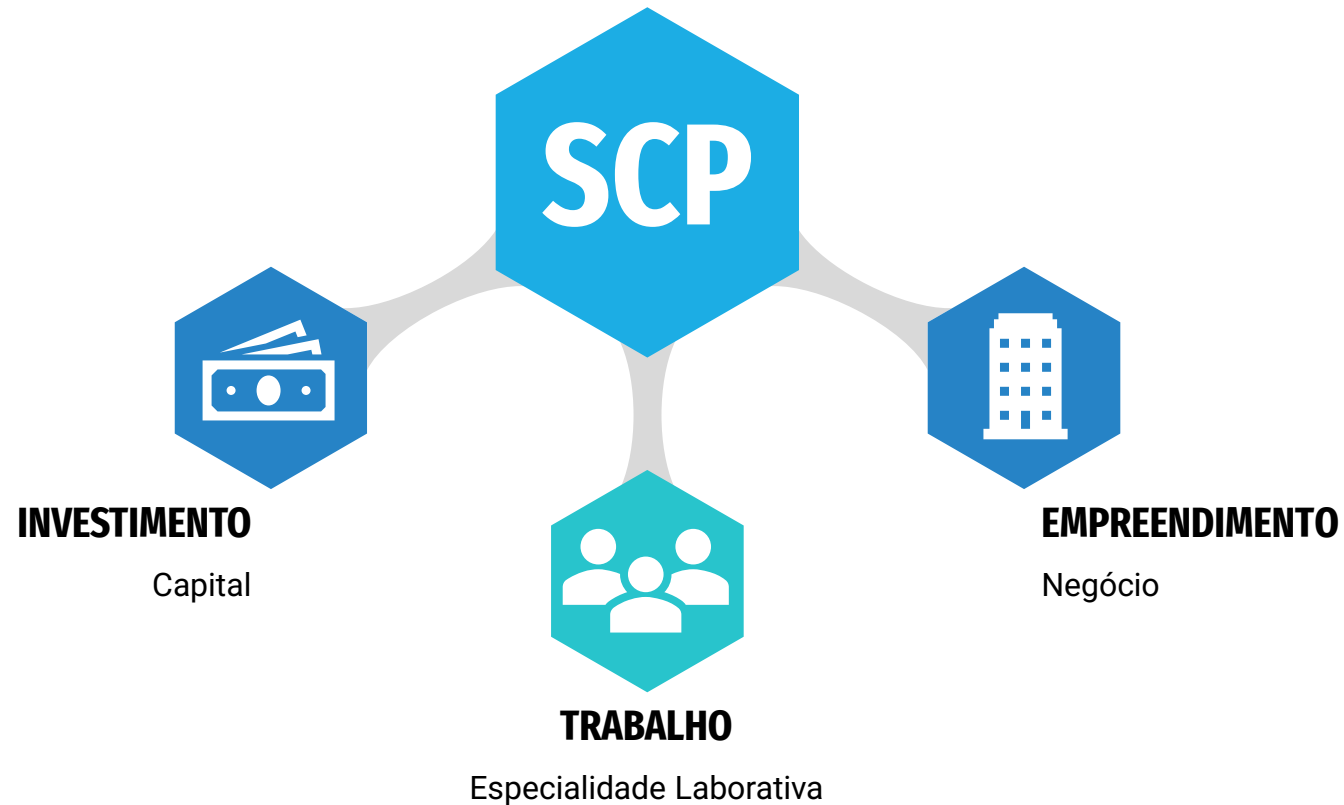 SCP
INVESTIMENTO
Capital
EMPREENDIMENTO
Negócio
TRABALHO
Especialidade Laborativa